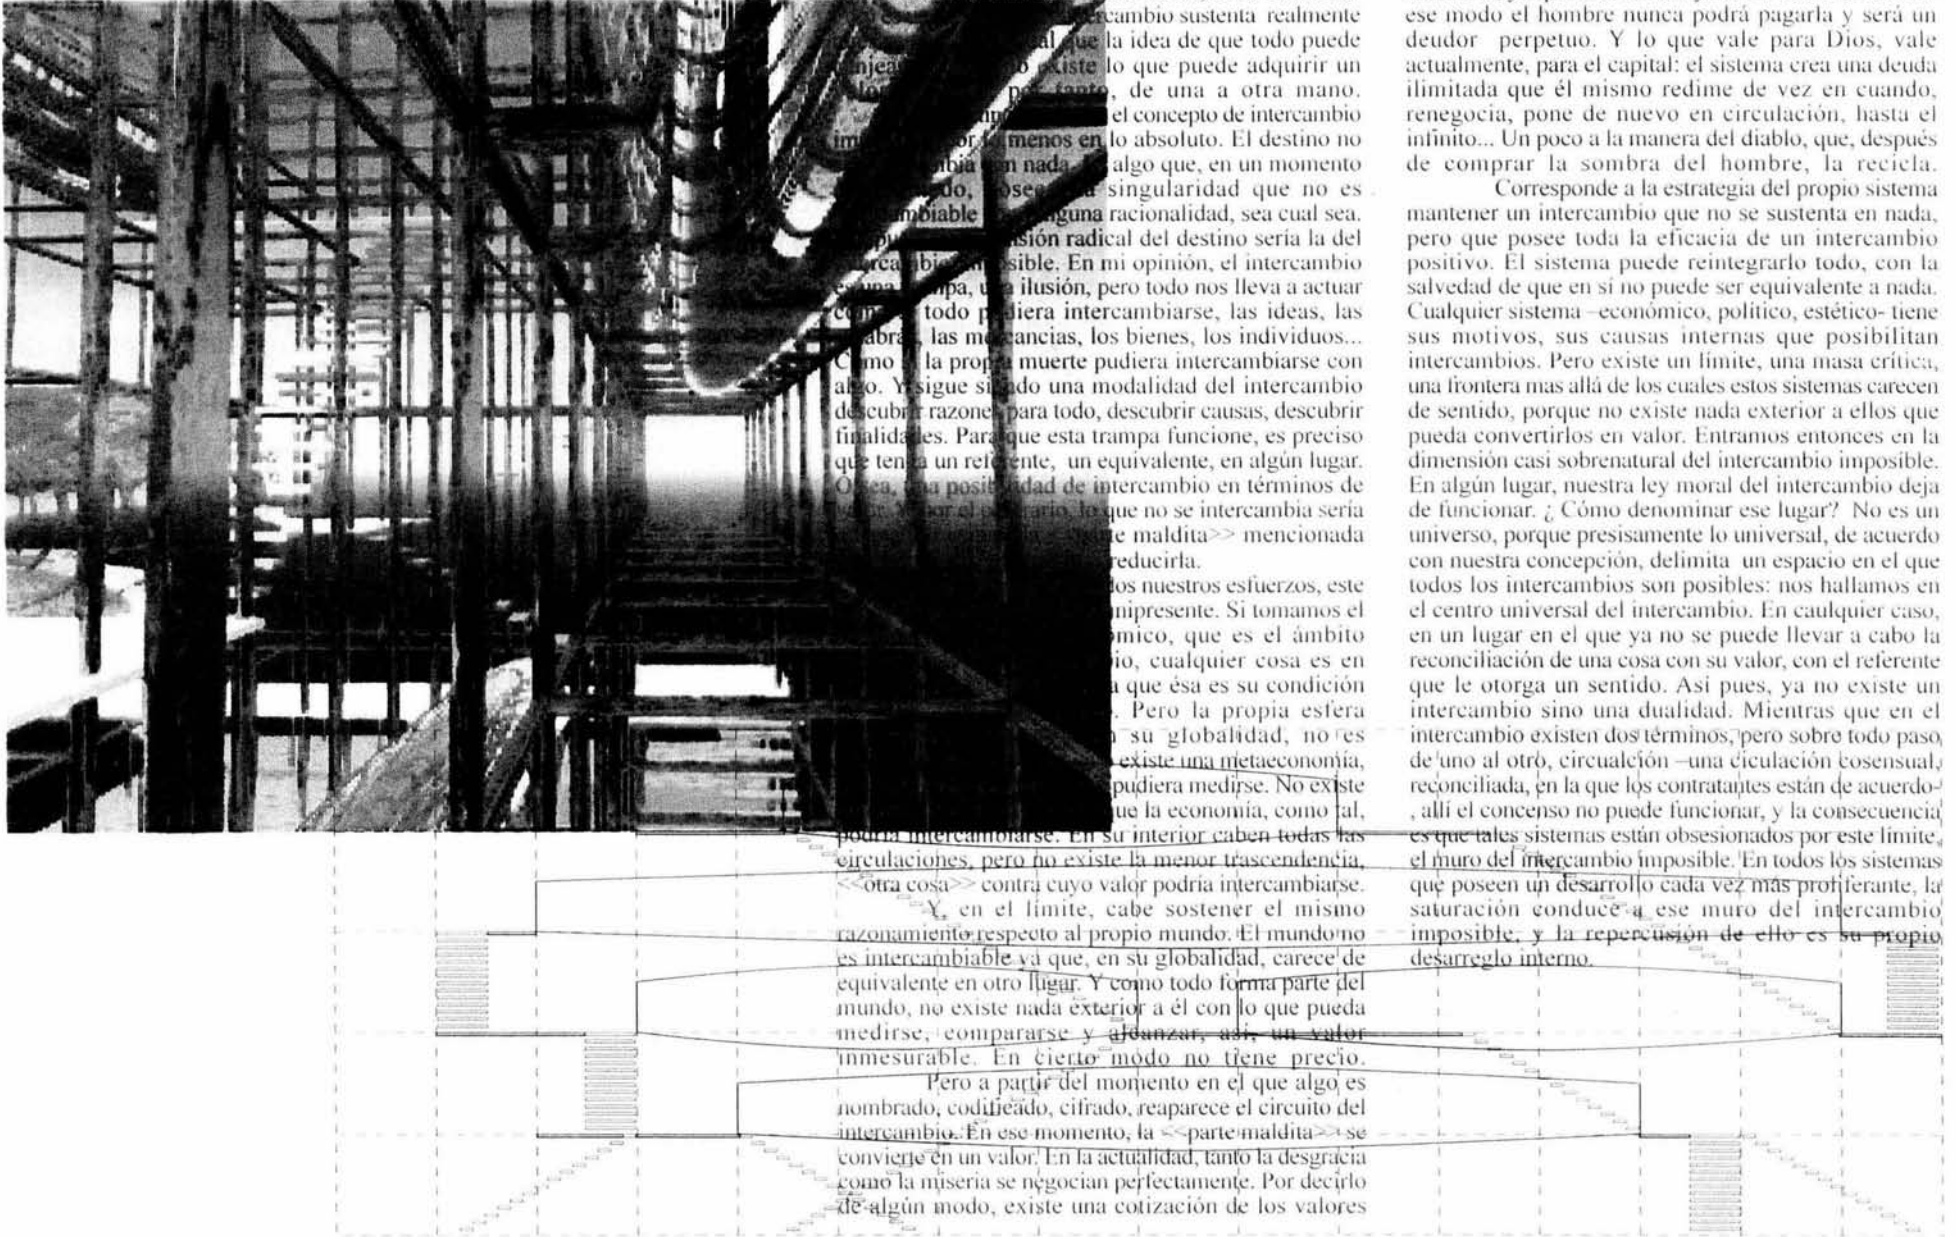 cambio sustenta realmente
que la idea de que todo puede
existe lo que puede adquirir un
por tanto, de una a otra mano.
el concepto de intercambio
menos en lo absoluto. El destino no
nada. algo que, en un momento
singularidad que no es
racionalidad, sea cual sea.
radical del destino sería la del
En mi opinión, el intercambio
es una ilusión, pero todo nos lleva a actuar
todo pudiera intercambiarse, las ideas, las
las mercancias, los bienes, los individuos...
Como la propia muerte pudiera intercambiarse con
algo. Y sigue siendo una modalidad del intercambio
descubrir razones para todo, descubrir causas, descubrir
finalidades. Para que esta trampa funcione, es preciso
que tenga un referente, un equivalente, en algún lugar.
O sea, una posibilidad de intercambio en términos de
que no se intercambia sería
maldita>> mencionada
reducirla.
nuestros esfuerzos, este
Si tomamos el
que es el ámbito
cualquier cosa es en
que ésa es su condición
Pero la propia esfera
su globalidad, no es
existe una metaeconomía,
pudiera medirse. No existe
la economía, como tal,
podría intercambiarse. En su interior caben todas las
circulaciones, pero no existe la menor trascendencia,
<<otra cosa>> contra cuyo valor podría intercambiarse.
Y, en el límite, cabe sostener el mismo
razonamiento respecto al propio mundo. El mundo no
es intercambiable ya que, en su globalidad, carece de
equivalente en otro lugar. Y como todo forma parte del
mundo, no existe nada exterior a él con lo que pueda
medirse, compararse y alcanzar, así, un valor
inmesurable. En cierto modo no tiene precio.
Pero a partir del momento en el que algo es
nombrado, codificado, cifrado, reaparece el circuito del
intercambio. En ese momento, la <<parte maldita>> se
convierte en un valor. En la actualidad, tanto la desgracia
como la miseria se negocian perfectamente. Por decirlo
de algún modo, existe una cotización de los valores
ese modo el hombre nunca podrá pagarla y será un
deudor perpetuo. Y lo que vale para Dios, vale
actualmente, para el capital: el sistema crea una deuda
ilimitada que él mismo redime de vez en cuando,
renegocia, pone de nuevo en circulación, hasta el
infinito... Un poco a la manera del diablo, que, después
de comprar la sombra del hombre, la recicla.
Corresponde a la estrategia del propio sistema
mantener un intercambio que no se sustenta en nada,
pero que posee toda la eficacia de un intercambio
positivo. El sistema puede reintegrarlo todo, con la
salvedad de que en si no puede ser equivalente a nada.
Cualquier sistema –económico, político, estético- tiene
sus motivos, sus causas internas que posibilitan
intercambios. Pero existe un límite, una masa crítica,
una frontera mas allá de los cuales estos sistemas carecen
de sentido, porque no existe nada exterior a ellos que
pueda convertirlos en valor. Entramos entonces en la
dimensión casi sobrenatural del intercambio imposible.
En algún lugar, nuestra ley moral del intercambio deja
de funcionar. ¿ Cómo denominar ese lugar? No es un
universo, porque presisamente lo universal, de acuerdo
con nuestra concepción, delimita un espacio en el que
todos los intercambios son posibles: nos hallamos en
el centro universal del intercambio. En caulquier caso,
en un lugar en el que ya no se puede llevar a cabo la
reconciliación de una cosa con su valor, con el referente
que le otorga un sentido. Asi pues, ya no existe un
intercambio sino una dualidad. Mientras que en el
intercambio existen dos términos, pero sobre todo paso,
de uno al otro, circualción –una ciculación cosensual,
reconciliada, en la que los contratantes están de acuerdo-
, allí el concenso no puede funcionar, y la consecuencia
es que tales sistemas están obsesionados por este límite,
el muro del intercambio imposible. En todos los sistemas
que poseen un desarrollo cada vez más proliferante, la
saturación conduce a ese muro del intercambio
imposible, y la repercusión de ello es su propio
desarreglo interno.